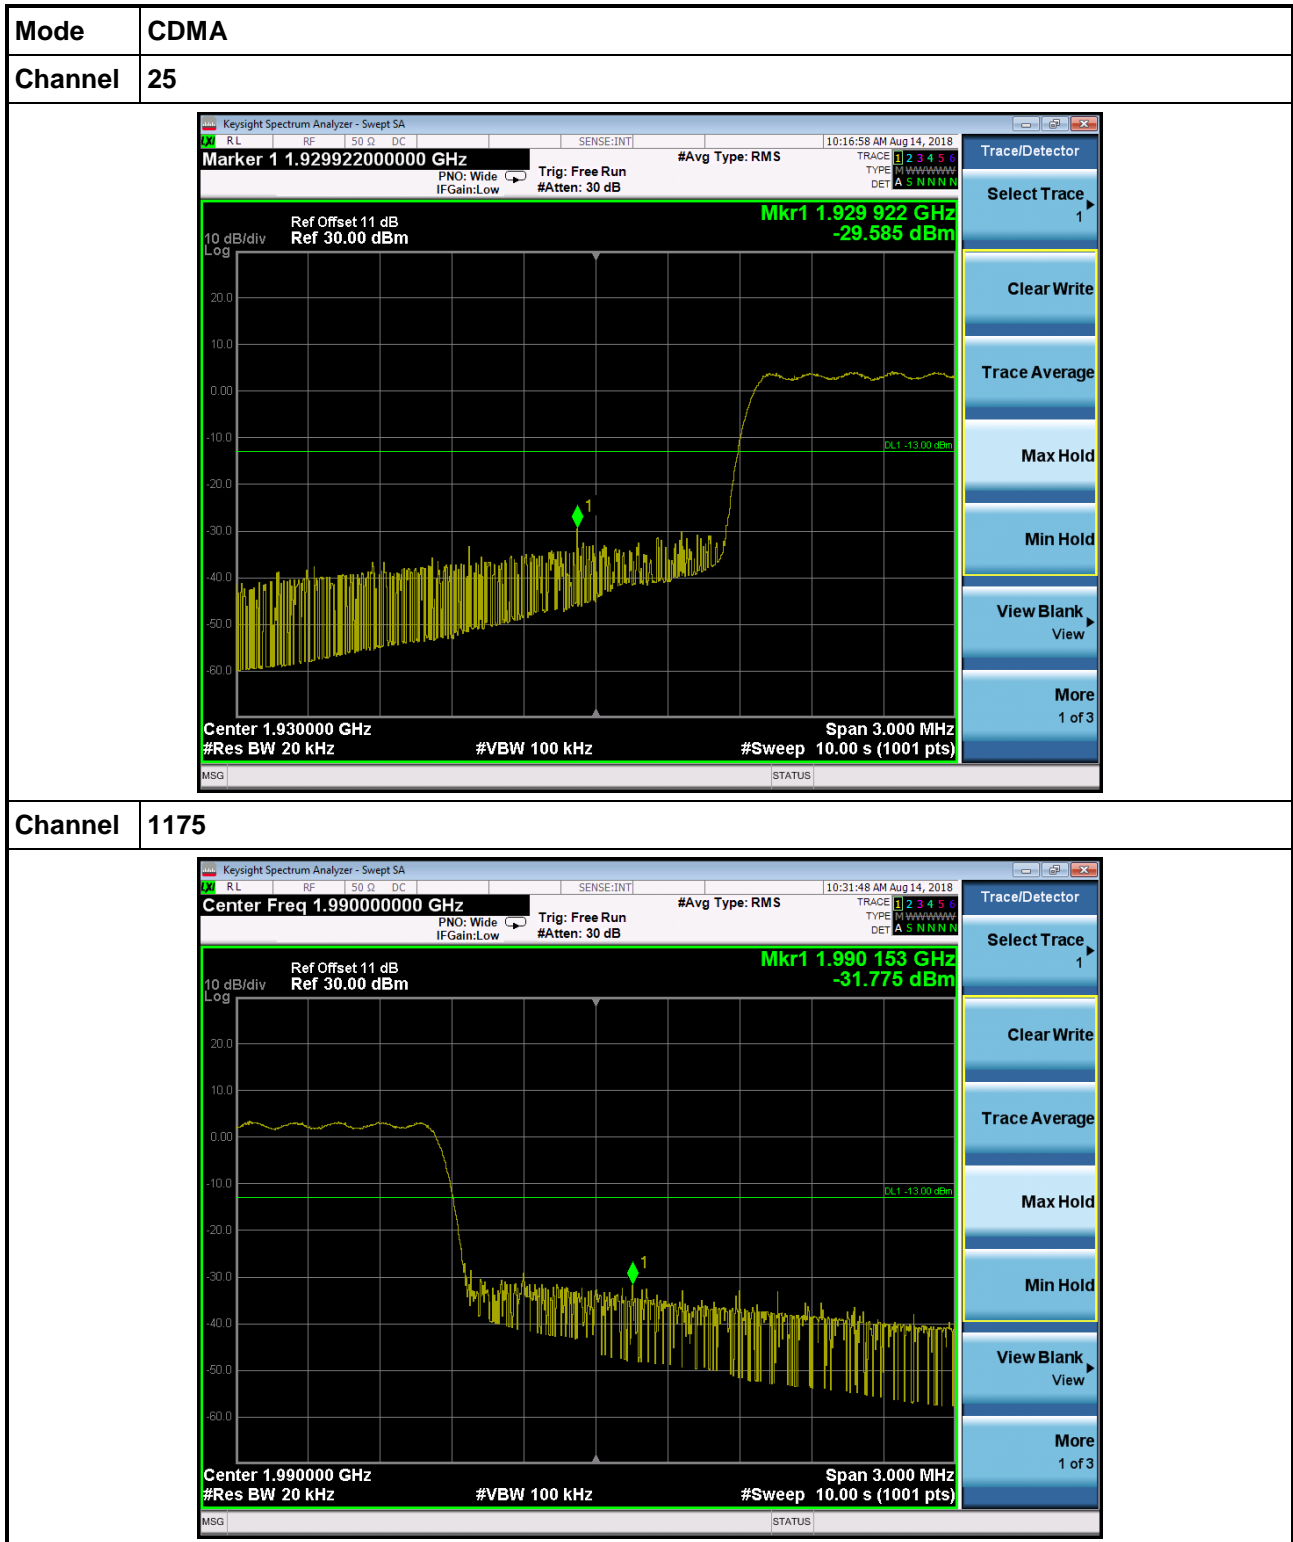 Mode CDMA
Channel 25
Keysight Spectrum Analyzer - Swept SA
LXI RL RF 50 Ω DC SENSE:INT 10:16:58 AM Aug 14, 2018
Marker 1 1.929922000000 GHz
PNO: Wide
IFGain:Low
Trig: Free Run
#Atten: 30 dB
#Avg Type: RMS
TRACE 1 2 3 4 5 6
TYPE M WWWWW
DET A S N N N N
Mkr1 1.929 922 GHz
-29.585 dBm
Ref Offset 11 dB
10 dB/div Ref 30.00 dBm
Log
20.0
10.0
0.00
-10.0
DL1 -13.00 dBm
-20.0
1
-30.0
-40.0
-50.0
-60.0
Center 1.930000 GHz Span 3.000 MHz
#Res BW 20 kHz #VBW 100 kHz #Sweep 10.00 s (1001 pts)
MSG STATUS
Trace/Detector
Select Trace
1
Clear Write
Trace Average
Max Hold
Min Hold
View Blank
View
More
1 of 3
Channel 1175
Keysight Spectrum Analyzer - Swept SA
LXI RL RF 50 Ω DC SENSE:INT 10:31:48 AM Aug 14, 2018
Center Freq 1.990000000 GHz
PNO: Wide
IFGain:Low
Trig: Free Run
#Atten: 30 dB
#Avg Type: RMS
TRACE 1 2 3 4 5 6
TYPE M WWWWW
DET A S N N N N
Mkr1 1.990 153 GHz
-31.775 dBm
Ref Offset 11 dB
10 dB/div Ref 30.00 dBm
Log
20.0
10.0
0.00
-10.0
DL1 -13.00 dBm
-20.0
1
-30.0
-40.0
-50.0
-60.0
Center 1.990000 GHz Span 3.000 MHz
#Res BW 20 kHz #VBW 100 kHz #Sweep 10.00 s (1001 pts)
MSG STATUS
Trace/Detector
Select Trace
1
Clear Write
Trace Average
Max Hold
Min Hold
View Blank
View
More
1 of 3